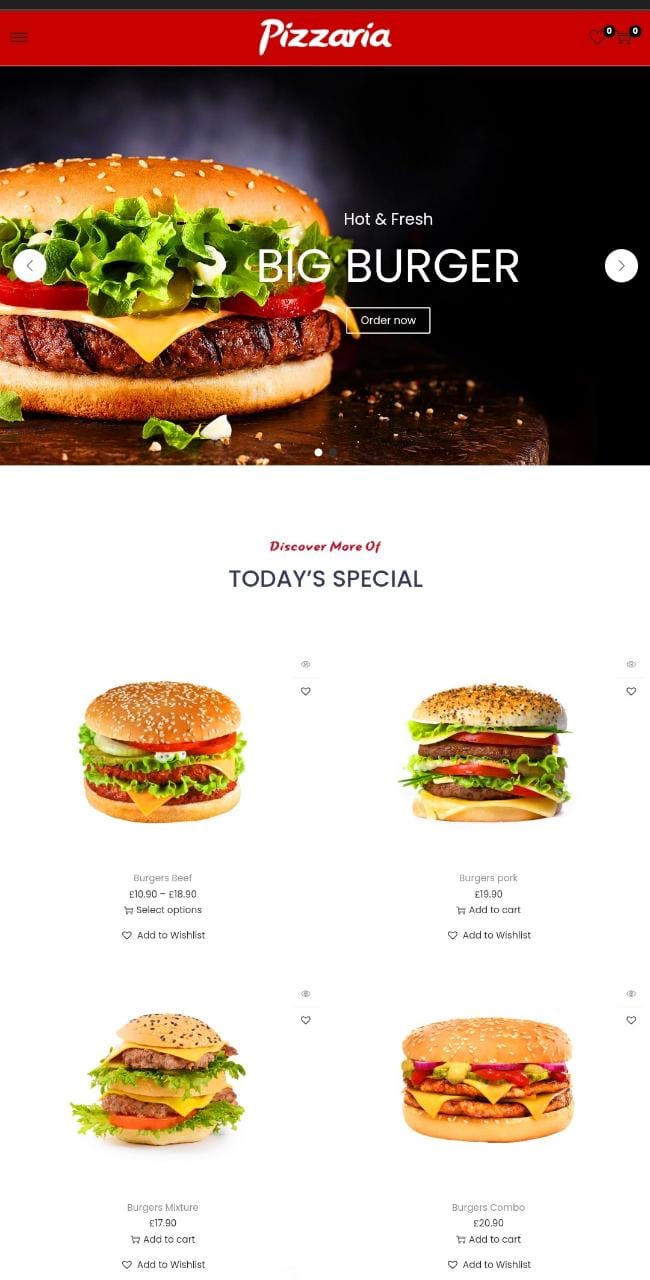 Pizzaria
0
0
Hot & Fresh
BIG BURGER
Order now
Discover More Of
TODAY'S SPECIAL
Burgers Beef
£10.90 – £18.90
Select options
Add to Wishlist
Burgers pork
£19.90
Add to cart
Add to Wishlist
Burgers Mixture
£17.90
Add to cart
Add to Wishlist
Burgers Combo
£20.90
Add to cart
Add to Wishlist